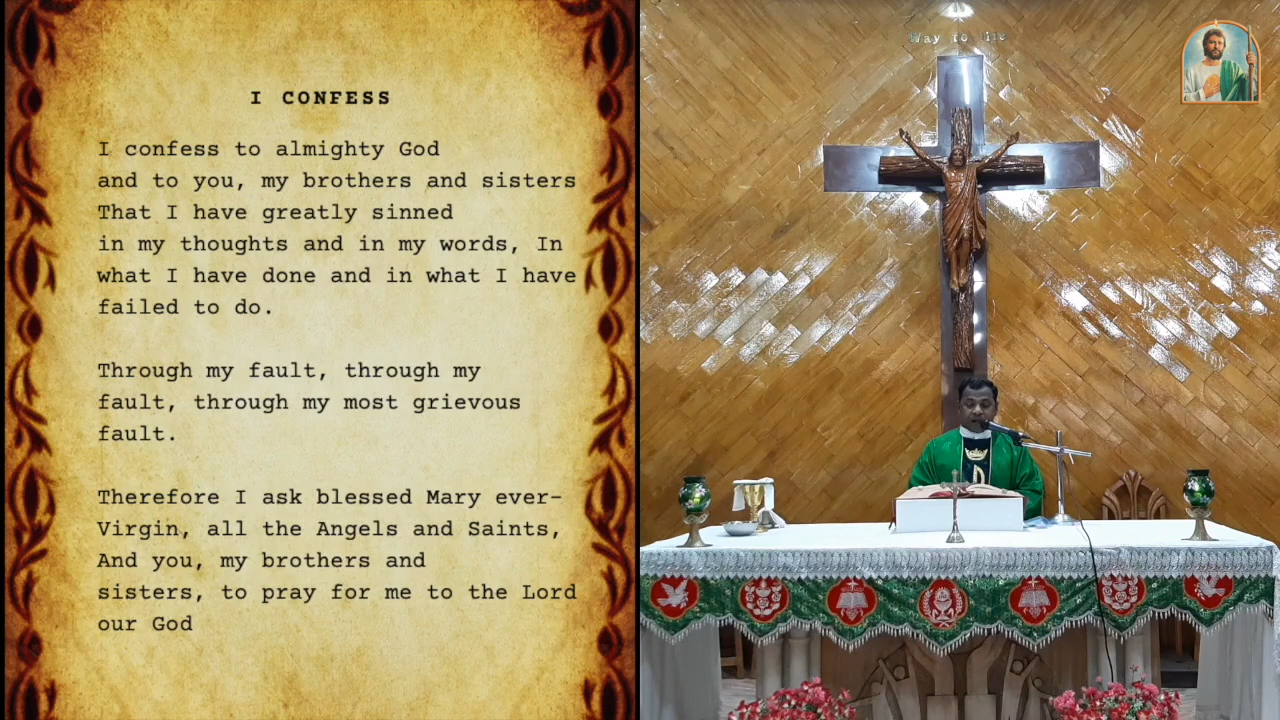 I CONFESS
I confess to almighty God
and to you, my brothers and sisters
That I have greatly sinned
in my thoughts and in my words, In
what I have done and in what I have
failed to do.
Through my fault, through my
fault, through my most grievous
fault.
Therefore I ask blessed Mary ever-
Virgin, all the Angels and Saints,
And you, my brothers and
sisters, to pray for me to the Lord
our God
Way to life